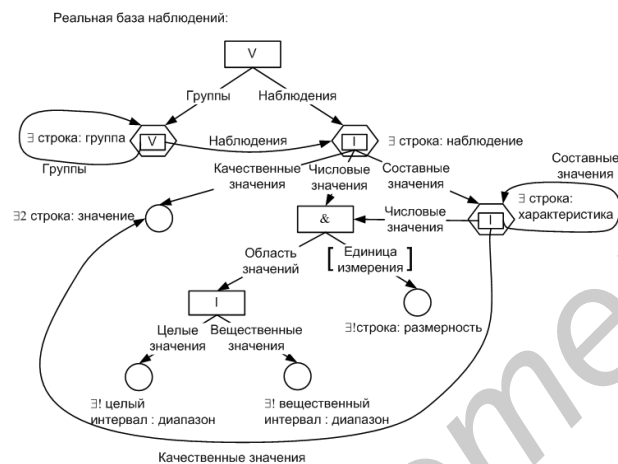 Реальная база наблюдений:
V
Группы
Наблюдения
∃ строка: группа
V
Наблюдения
I
∃ строка: наблюдение
Группы
Качественные
значения
Числовые
значения
Составные
значения
Составные
значения
∃2 строка: значение
&
Числовые
значения
I
∃ строка:
характеристика
Область
значений
[ Единица
измерения ]
I
∃!строка: размерность
Целые
значения
Вещественные
значения
∃! целый
интервал : диапазон
∃! вещественный
интервал : диапазон
Качественные значения